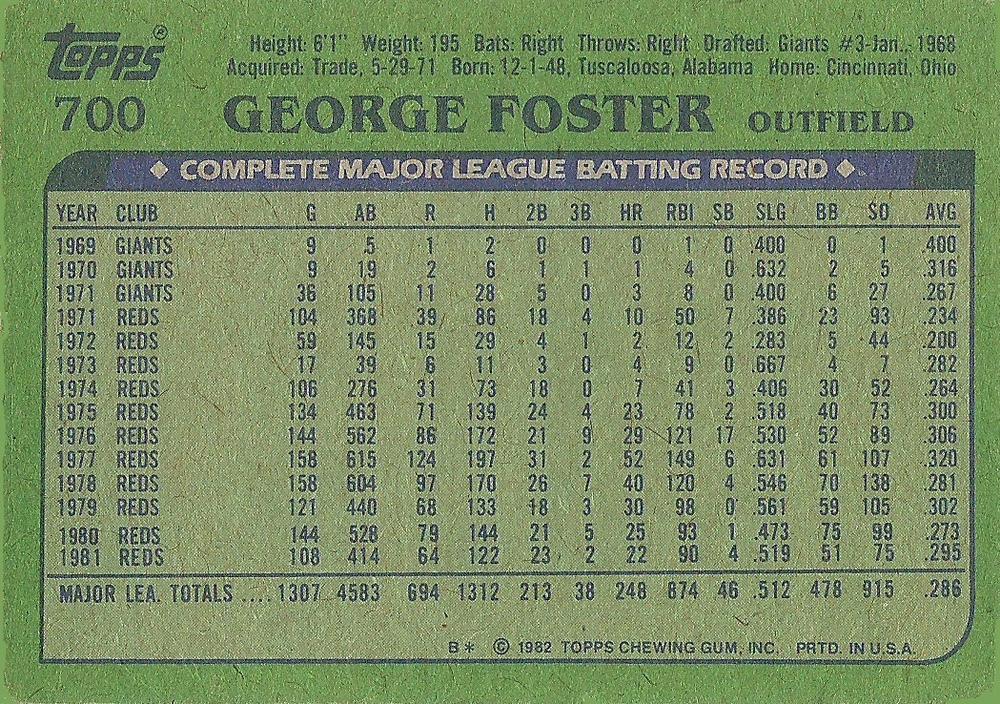 topps®
Height: 6'1" Weight: 195 Bats: Right Throws: Right Drafted: Giants #3-Jan., 1968
Acquired: Trade, 5-29-71 Born: 12-1-48, Tuscaloosa, Alabama Home: Cincinnati, Ohio
700 GEORGE FOSTER OUTFIELD
◆ COMPLETE MAJOR LEAGUE BATTING RECORD ◆
YEAR CLUB G AB R H 2B 3B HR RBI SB SLG BB SO AVG
1969 GIANTS 9 5 1 2 0 0 0 1 0 .400 0 1 .400
1970 GIANTS 9 19 2 6 1 1 1 4 0 .632 2 5 .316
1971 GIANTS 36 105 11 28 5 0 3 8 0 .400 6 27 .267
1971 REDS 104 368 39 86 18 4 10 50 7 .386 23 93 .234
1972 REDS 59 145 15 29 4 1 2 12 2 .283 5 44 .200
1973 REDS 17 39 6 11 3 0 4 9 0 .667 4 7 .282
1974 REDS 106 276 31 73 18 0 7 41 3 .406 30 52 .264
1975 REDS 134 463 71 139 24 4 23 78 2 .518 40 73 .300
1976 REDS 144 562 86 172 21 9 29 121 17 .530 52 89 .306
1977 REDS 158 615 124 197 31 2 52 149 6 .631 61 107 .320
1978 REDS 158 604 97 170 26 7 40 120 4 .546 70 138 .281
1979 REDS 121 440 68 133 18 3 30 98 0 .561 59 105 .302
1980 REDS 144 528 79 144 21 5 25 93 1 .473 75 99 .273
1981 REDS 108 414 64 122 23 2 22 90 4 .519 51 75 .295
MAJOR LEA. TOTALS .... 1307 4583 694 1312 213 38 248 874 46 .512 478 915 .286
B* © 1982 TOPPS CHEWING GUM, INC. PRTD. IN U.S.A.